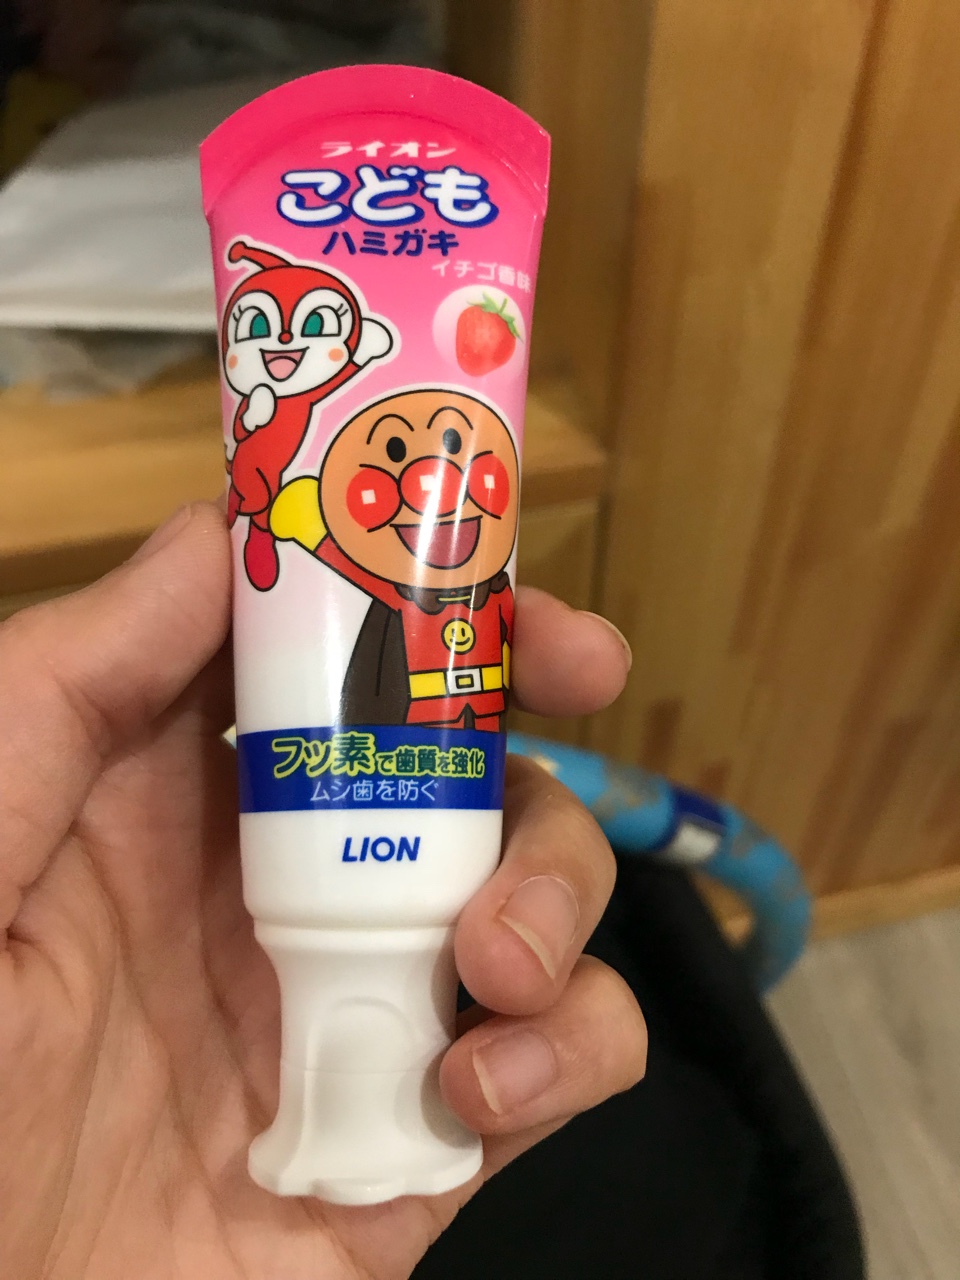 ライオン
こども
ハミガキ
イチゴ香味
フッ素で歯質を強化
ムシ歯を防ぐ
LION